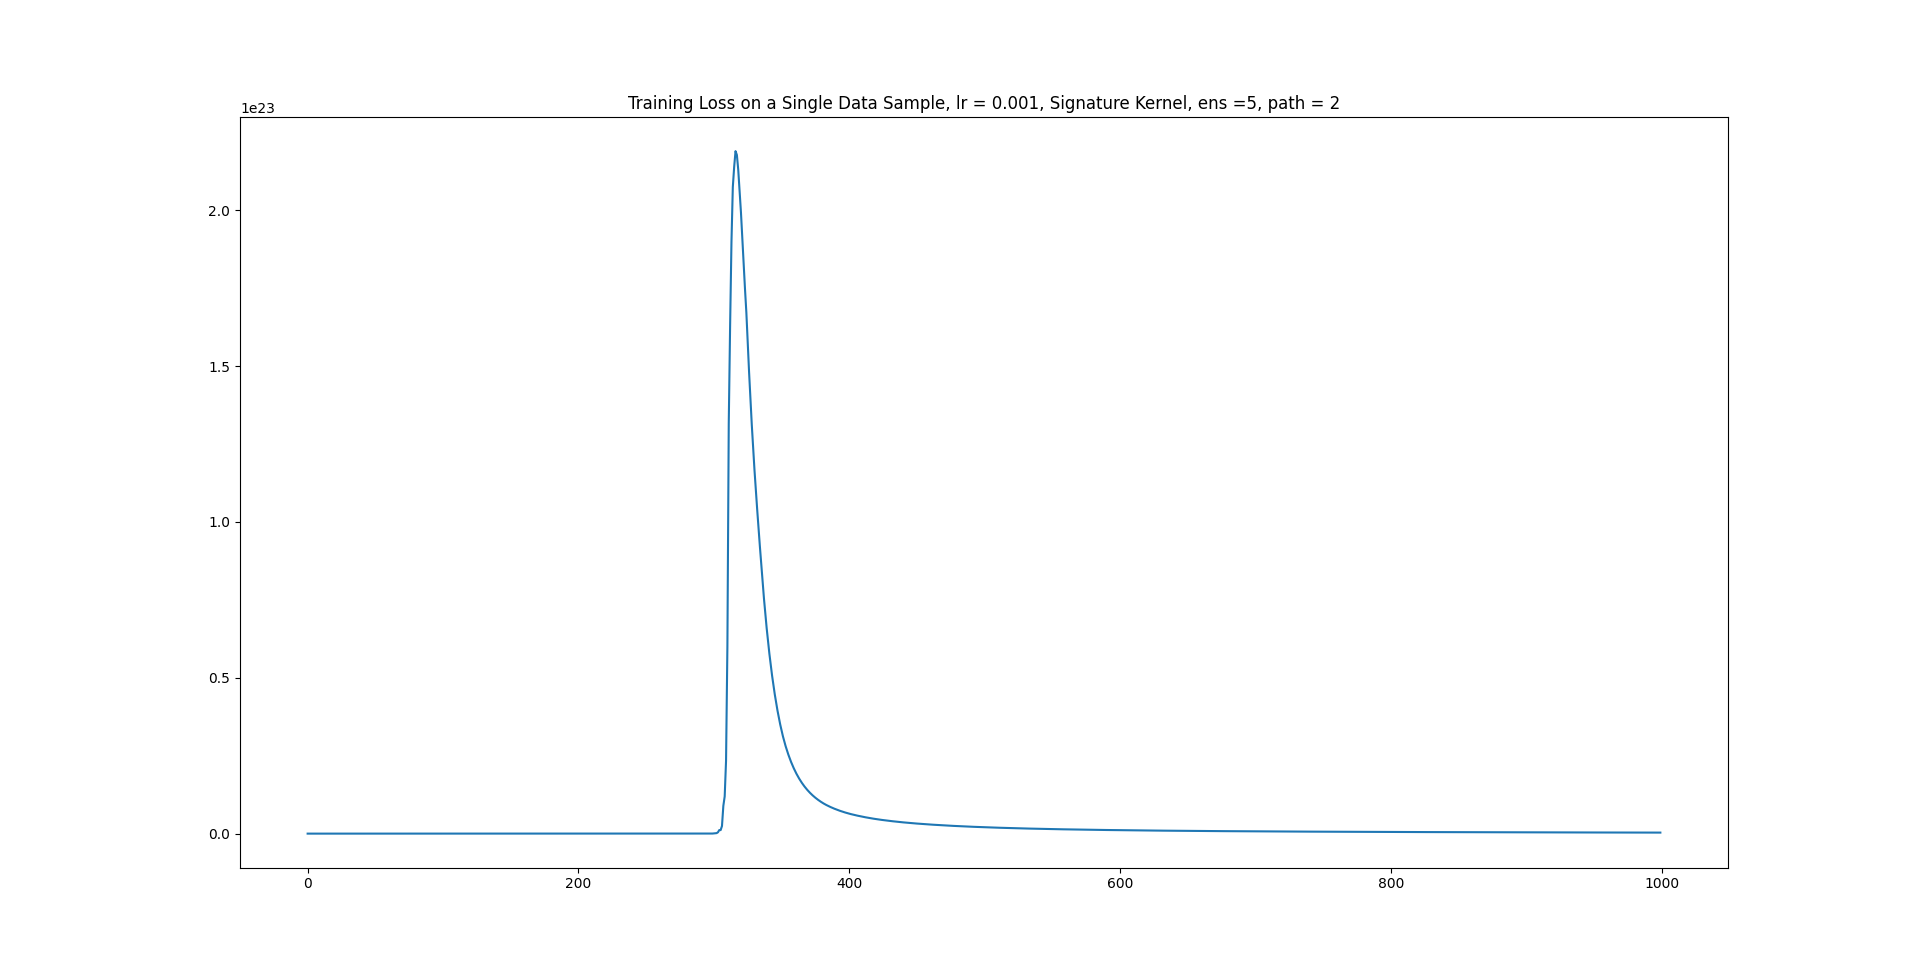 Training Loss on a Single Data Sample, lr = 0.001, Signature Kernel, ens =5, path = 2
1e23
2.0
1.5
1.0
0.5
0.0
0 200 400 600 800 1000